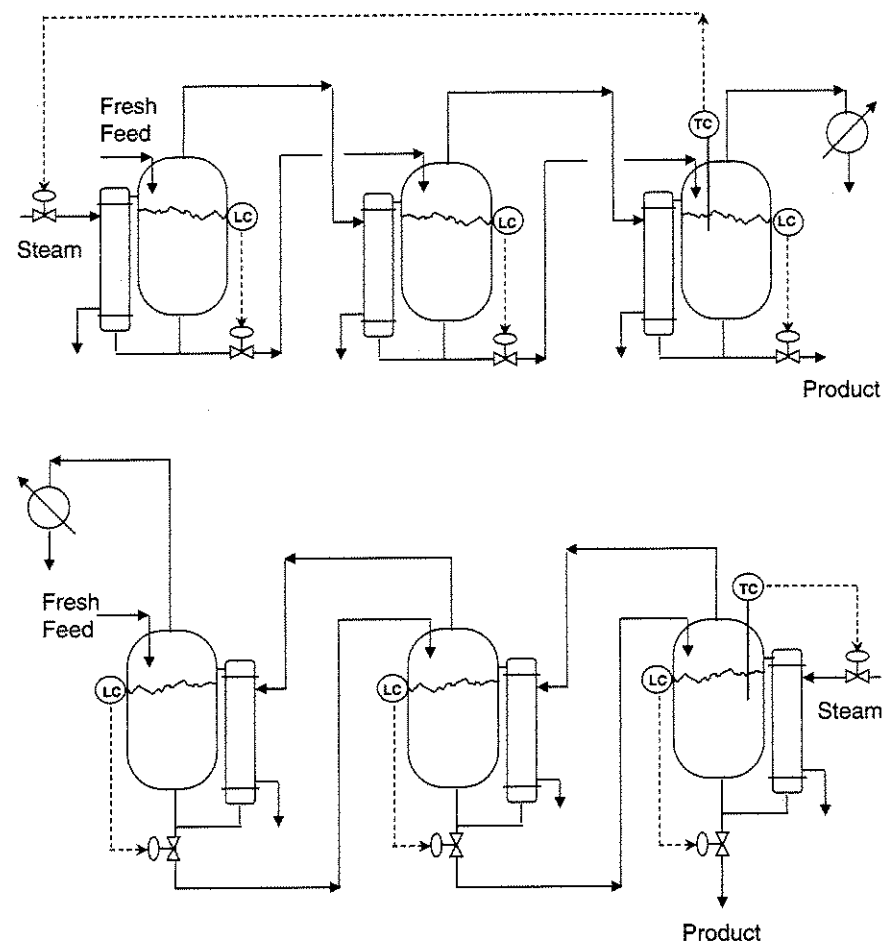 TC
Fresh
Feed
LC
LC
LC
Steam
Product
Fresh
Feed
TC
LC
LC
LC
Steam
Product